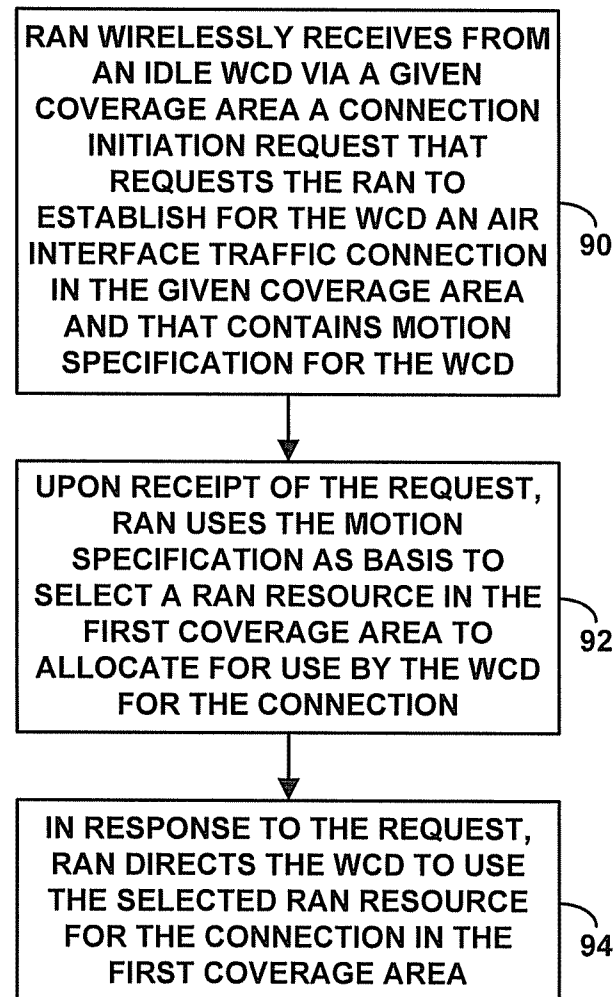 RAN WIRELESSLY RECEIVES FROM
AN IDLE WCD VIA A GIVEN
COVERAGE AREA A CONNECTION
INITIATION REQUEST THAT
REQUESTS THE RAN TO
ESTABLISH FOR THE WCD AN AIR
INTERFACE TRAFFIC CONNECTION
IN THE GIVEN COVERAGE AREA
AND THAT CONTAINS MOTION
SPECIFICATION FOR THE WCD
90
UPON RECEIPT OF THE REQUEST,
RAN USES THE MOTION
SPECIFICATION AS BASIS TO
SELECT A RAN RESOURCE IN THE
FIRST COVERAGE AREA TO
ALLOCATE FOR USE BY THE WCD
FOR THE CONNECTION
92
IN RESPONSE TO THE REQUEST,
RAN DIRECTS THE WCD TO USE
THE SELECTED RAN RESOURCE
FOR THE CONNECTION IN THE
FIRST COVERAGE AREA
94